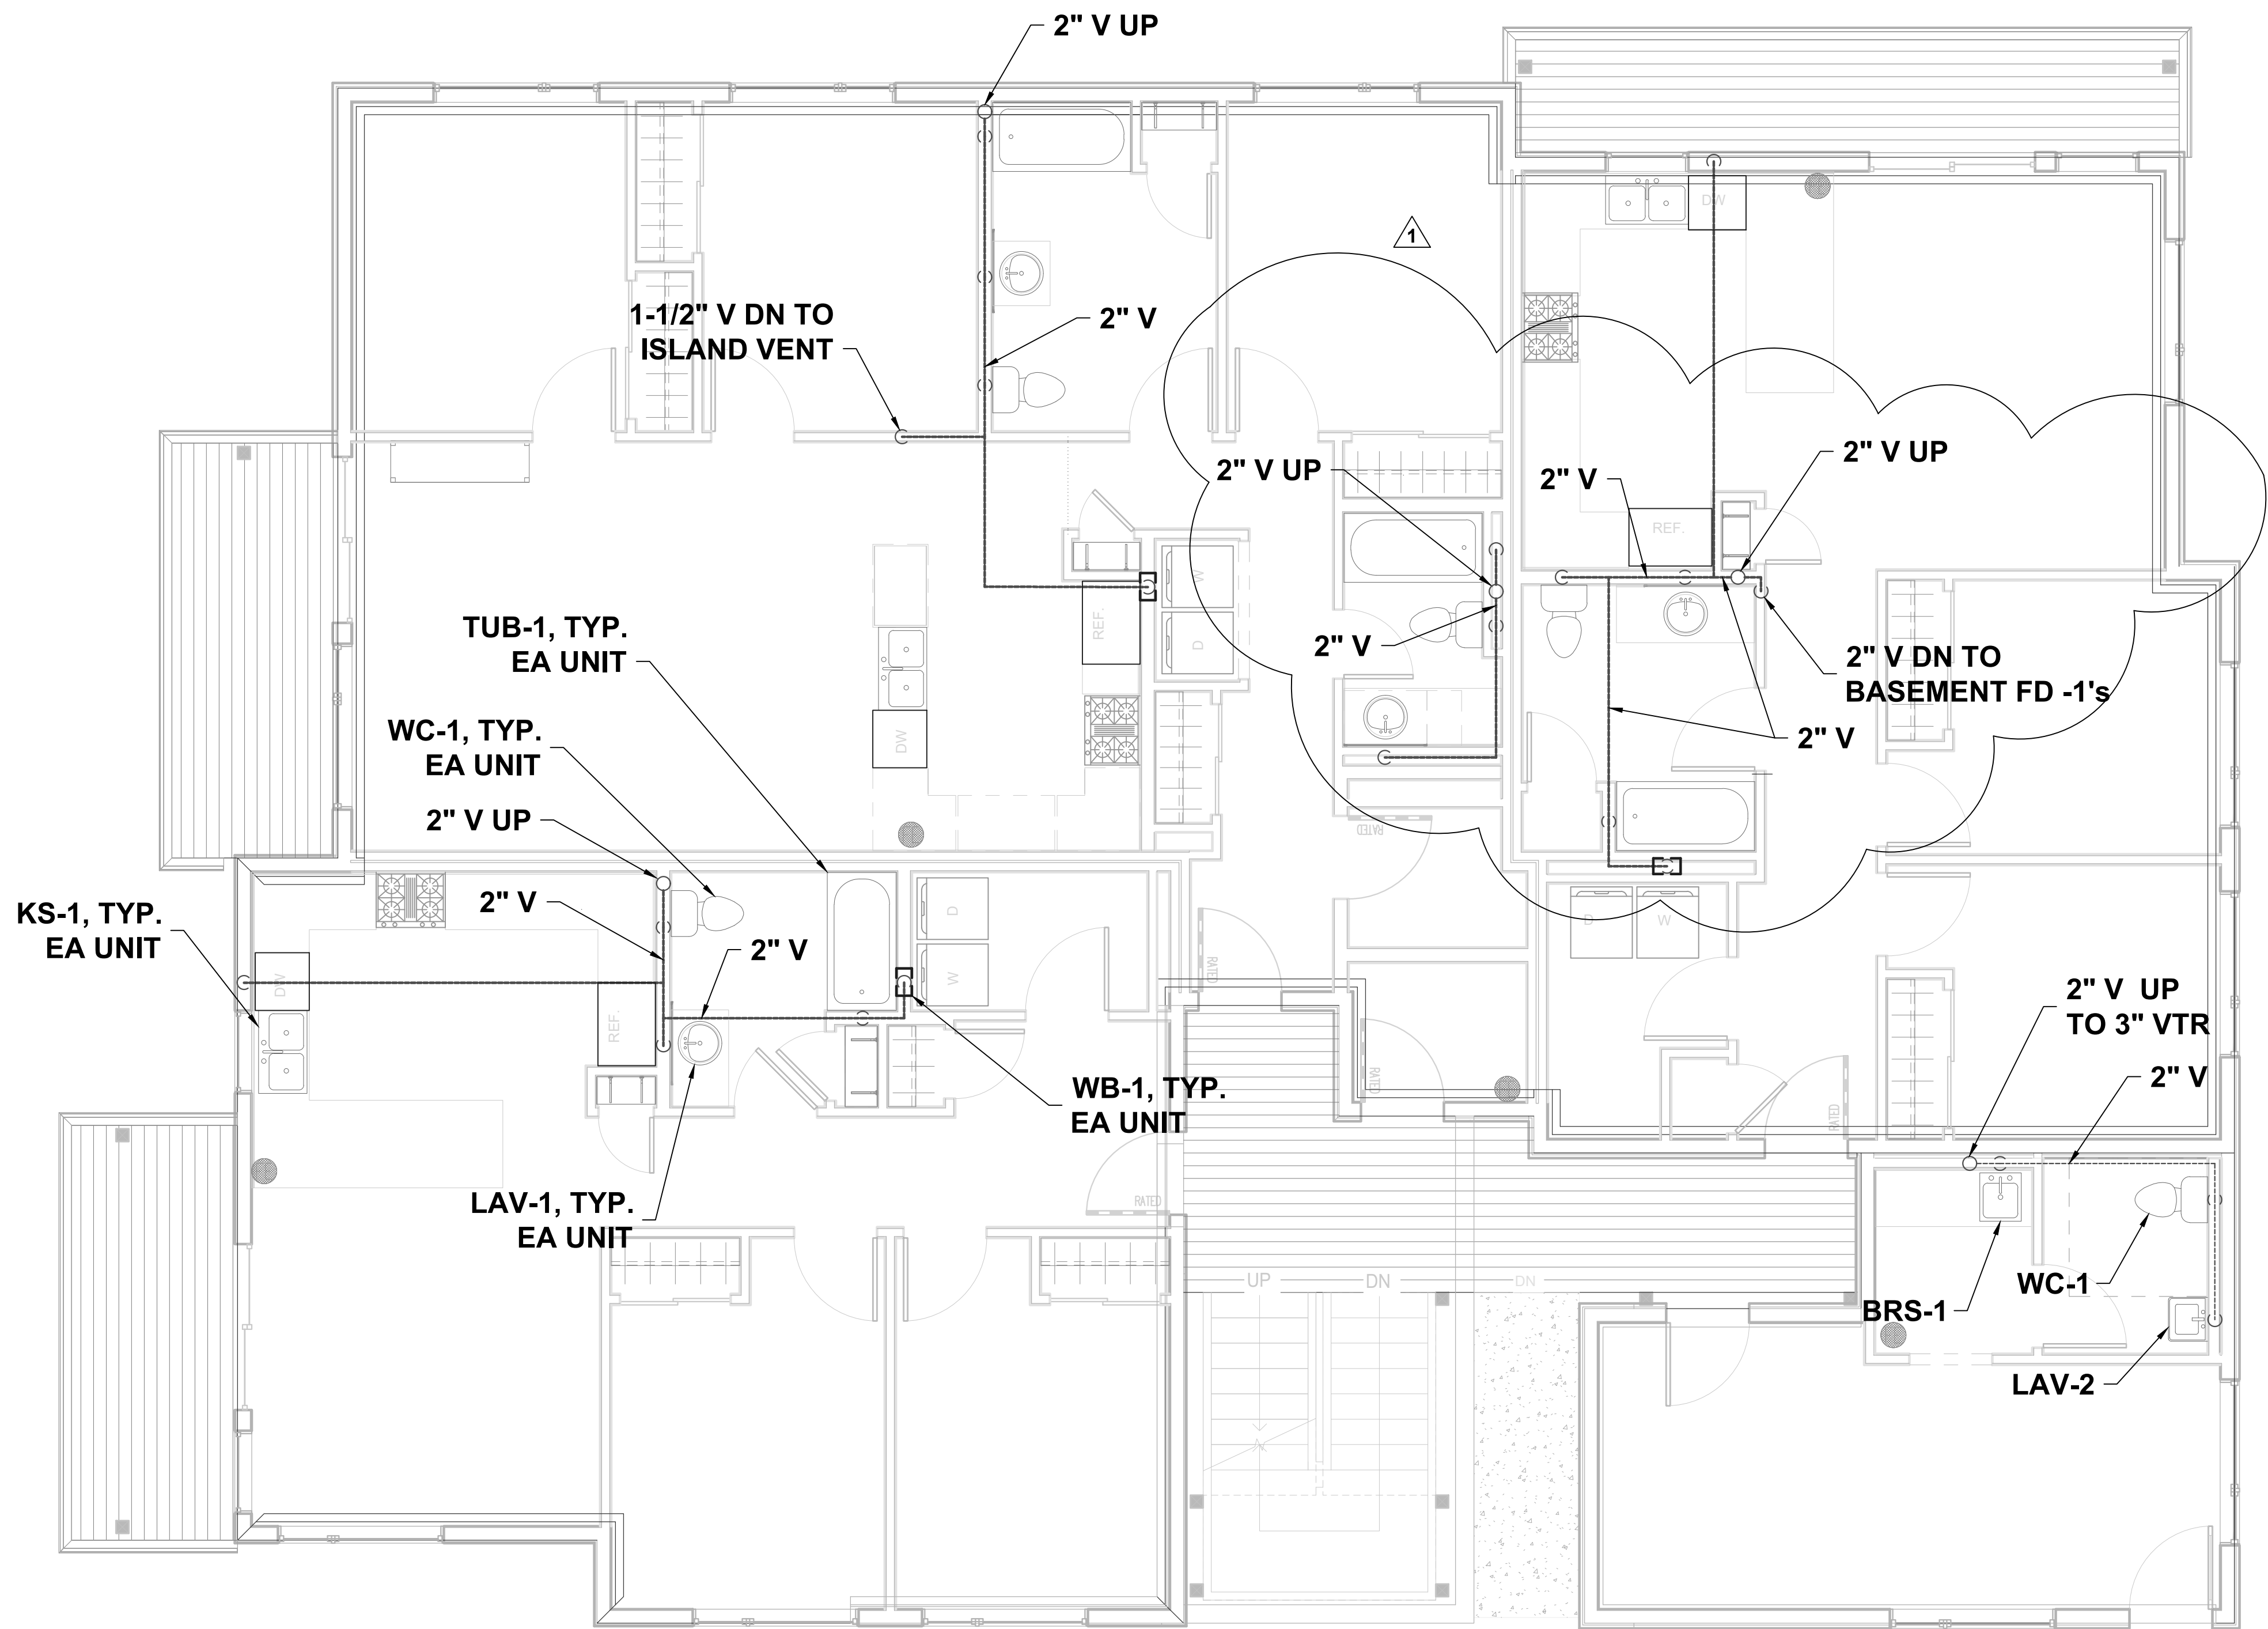 2" V UP
DW
1
1-1/2" V DN TO
ISLAND VENT
2" V
2" V UP
2" V
2" V UP
REF.
W
D
REF.
TUB-1, TYP.
EA UNIT
2" V
2" V DN TO
BASEMENT FD -1's
WC-1, TYP.
EA UNIT
DW
2" V
2" V UP
RATED
KS-1, TYP.
EA UNIT
2" V
2" V
D
W
D
W
DW
REF.
RATED
RATED
2" V  UP
TO 3" VTR
2" V
WB-1, TYP.
EA UNIT
RATED
LAV-1, TYP.
EA UNIT
RATED
UP
DN
DN
WC-1
BRS-1
LAV-2